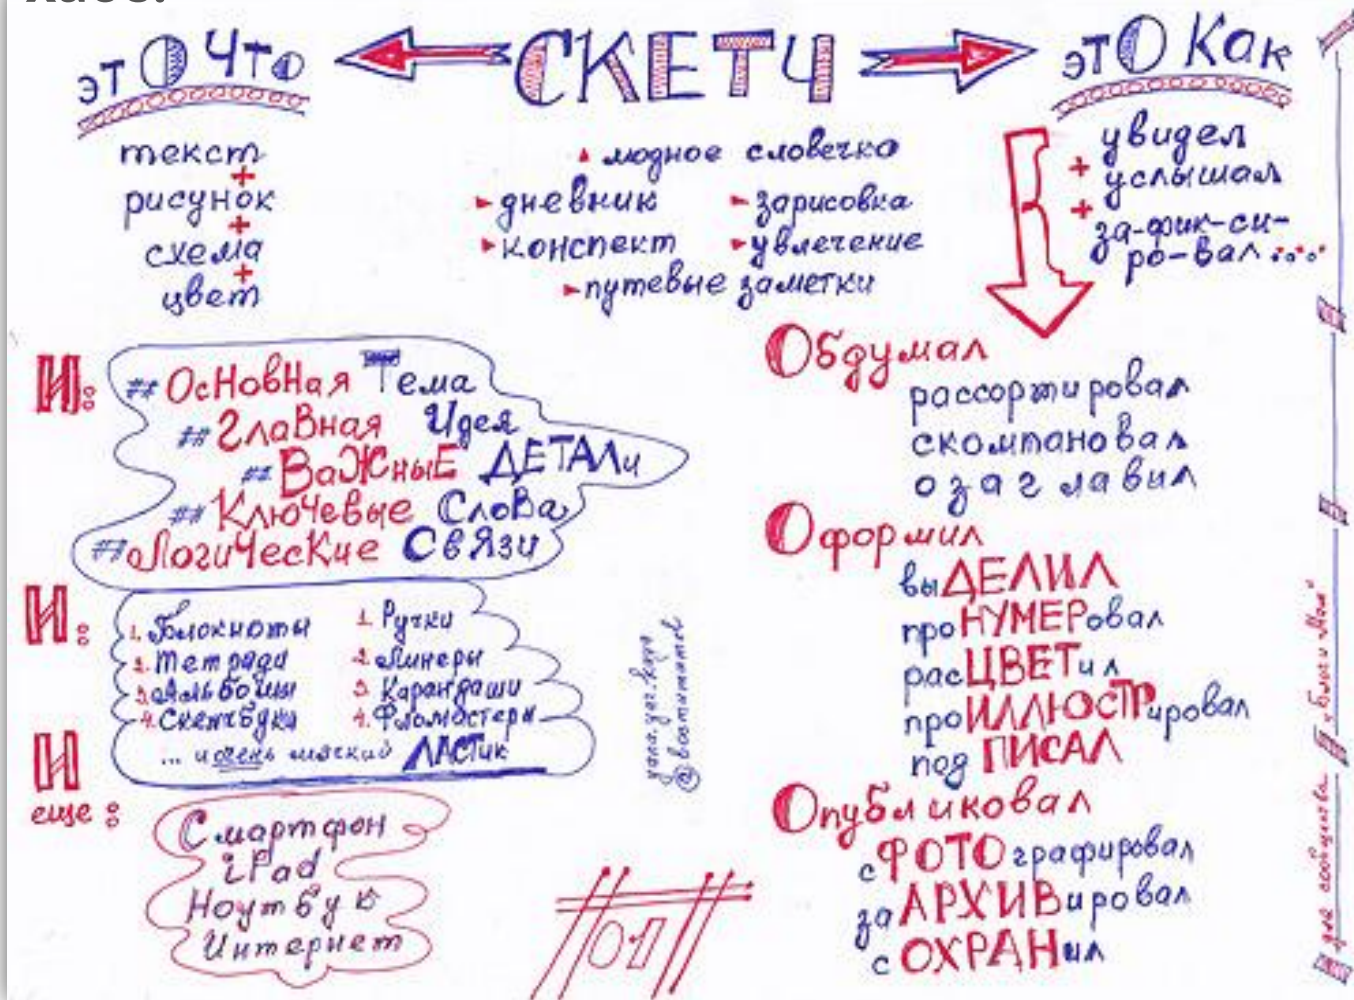 этО Что
СКЕТЧ
этО Как
текст
+
рисунок
+
схема
+
цвет
модное словечко
дневник
зарисовка
конспект
увлечение
путевые заметки
увидел
+
услышал
+
за-фик-си-
ро-вал.....
И:
## ОсНовНая Тема
## ГлаВная Идея
## ВаЖныЕ ДЕТАЛи
## КлюЧевые СлоВа
## ЛогиЧесКие СвЯзи
И:
1. Блокноты
2. Тетради
3. Альбомы
4. Скетчбуки
1. Ручки
2. Линеры
3. Карандаши
4. Фломастеры
... и очень мягкий ЛАСТик
И
еще:
Смартфон
iPad
Ноутбук
Интернет
Обдумал
рассортировал
скомпановал
озаглавил
Оформил
выДЕЛИЛ
проНУМЕРовал
расЦВЕТил
проИЛЛЮСТРировал
подПИСАЛ
Опубликовал
сФОТОграфировал
заАРХИВировал
сОХРАНил
01
для сообщества